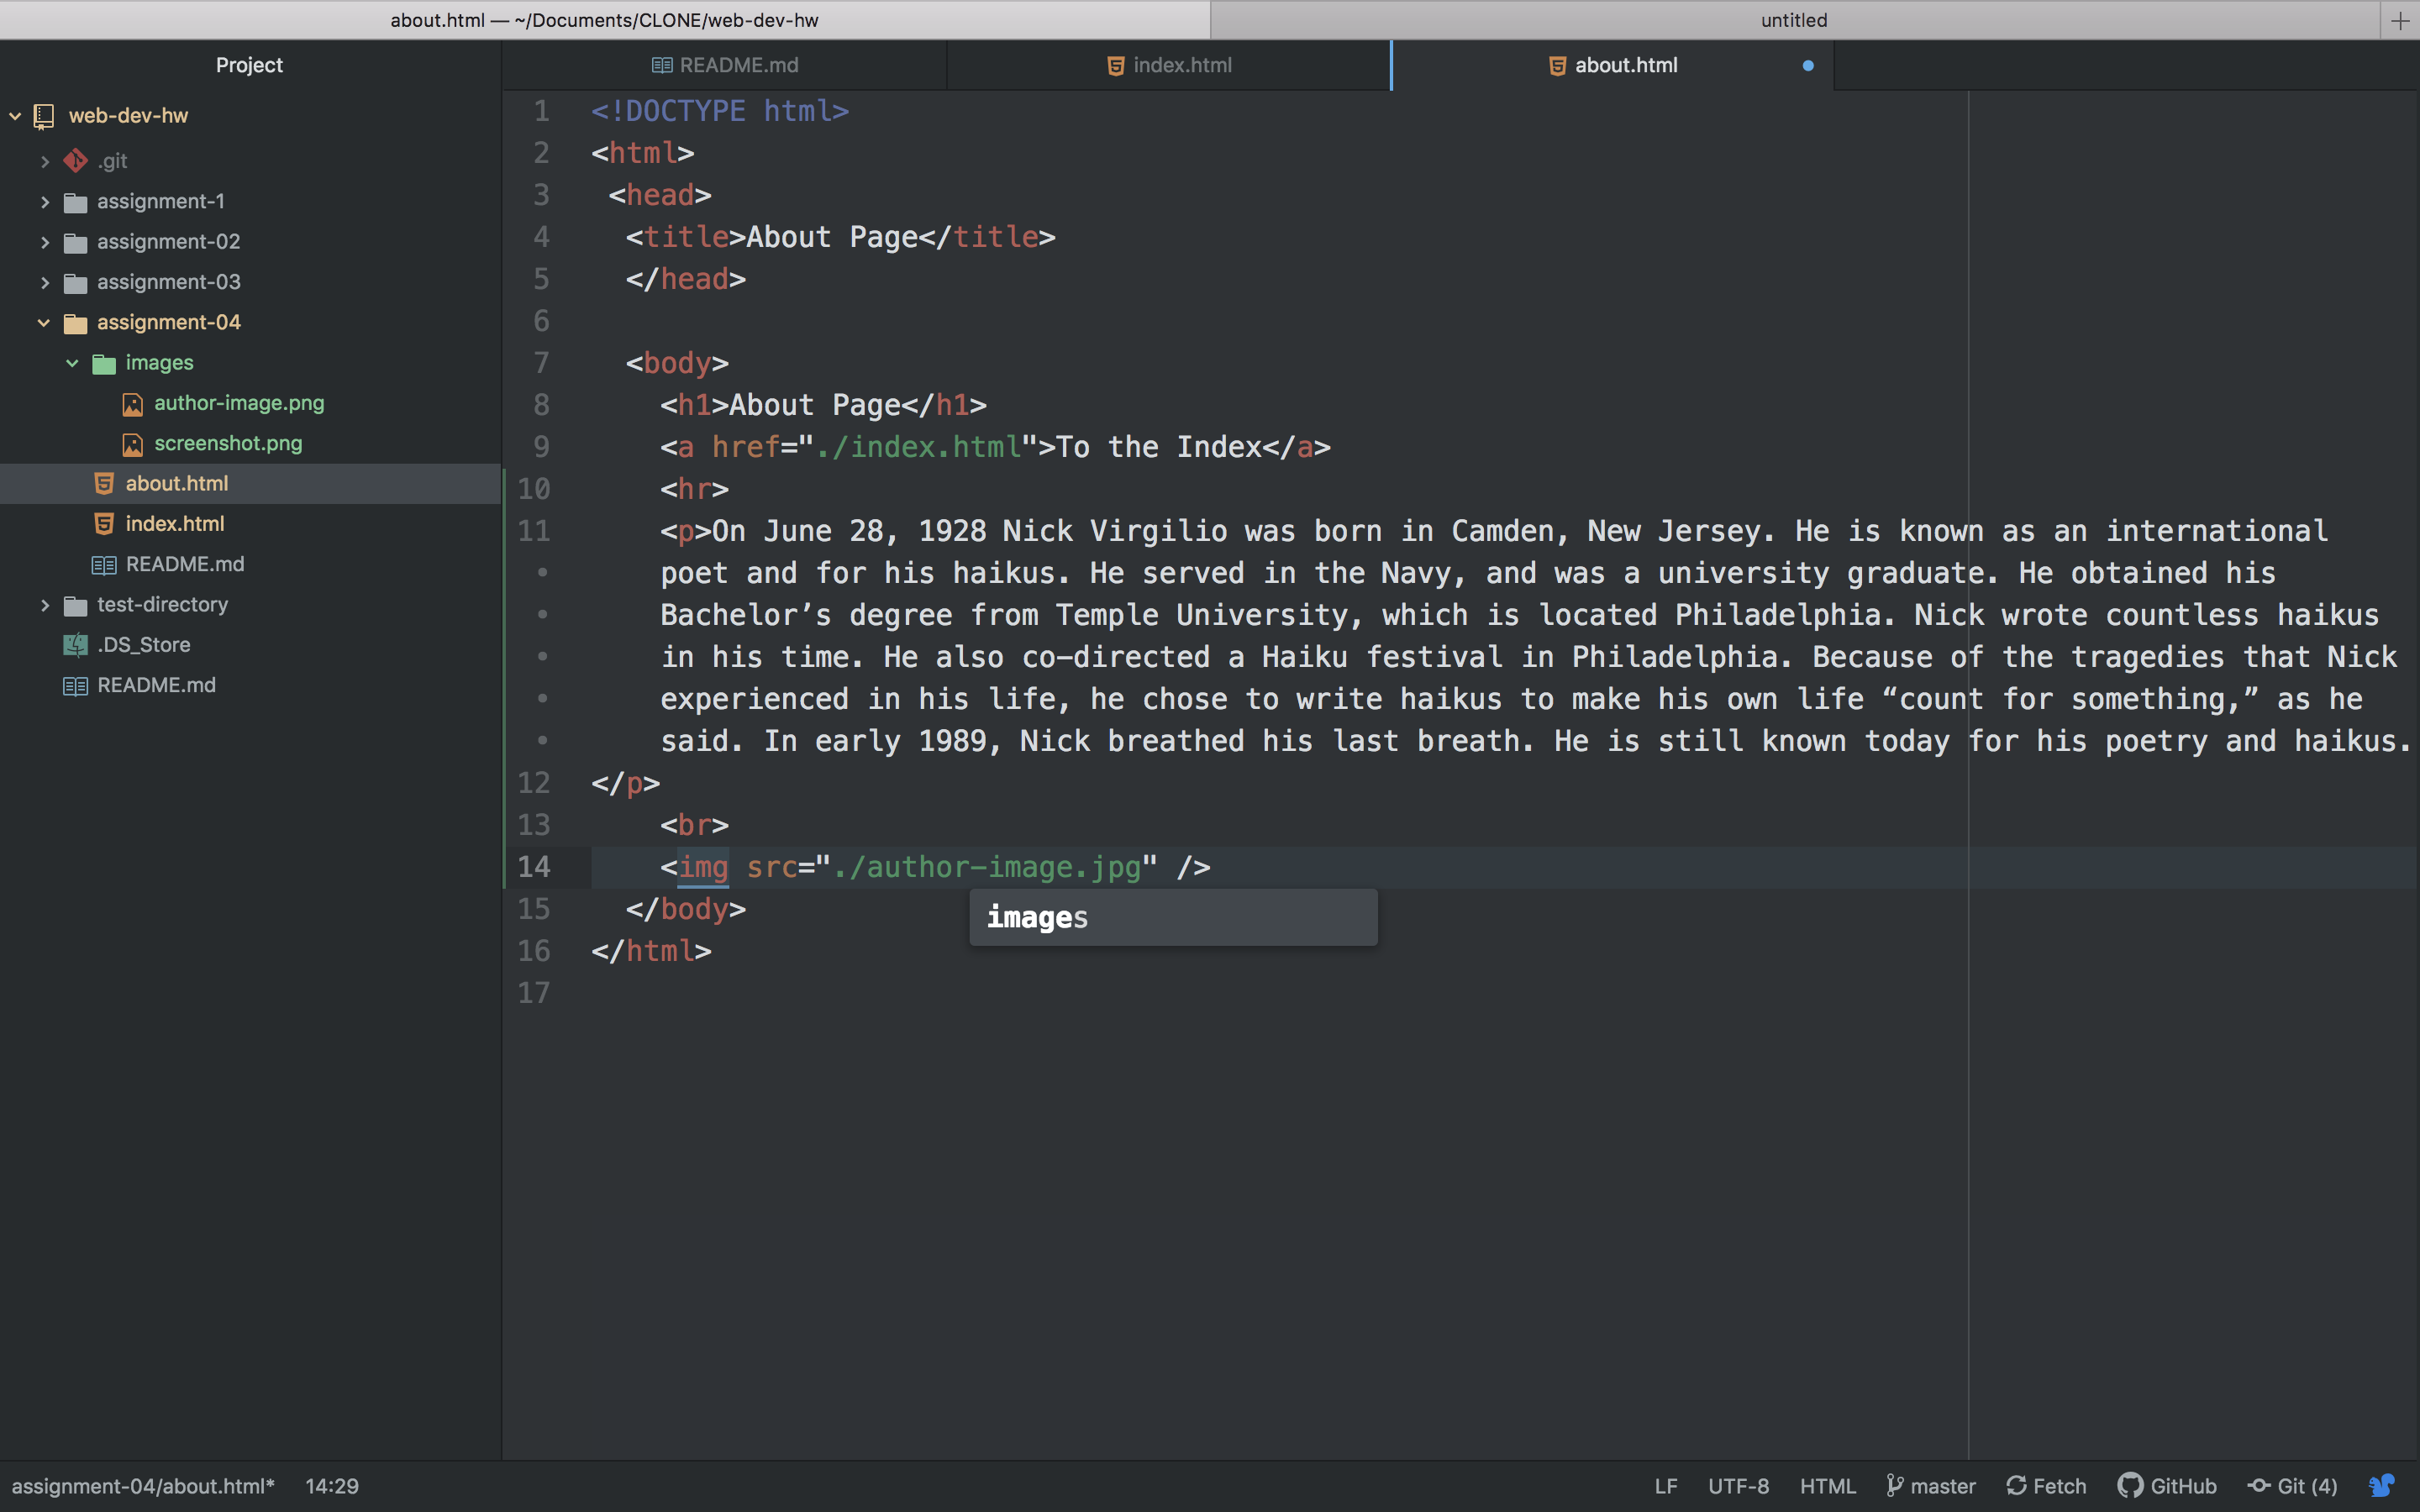 about.html — ~/Documents/CLONE/web-dev-hw
untitled
Project
README.md
index.html
about.html
web-dev-hw
.git
assignment-1
assignment-02
assignment-03
assignment-04
images
author-image.png
screenshot.png
about.html
index.html
README.md
test-directory
.DS_Store
README.md
1 <!DOCTYPE html>
2 <html>
3 <head>
4 <title>About Page</title>
5 </head>
6
7 <body>
8 <h1>About Page</h1>
9 <a href="./index.html">To the Index</a>
10 <hr>
11 <p>On June 28, 1928 Nick Virgilio was born in Camden, New Jersey. He is known as an international
• poet and for his haikus. He served in the Navy, and was a university graduate. He obtained his
• Bachelor’s degree from Temple University, which is located Philadelphia. Nick wrote countless haikus
• in his time. He also co-directed a Haiku festival in Philadelphia. Because of the tragedies that Nick
• experienced in his life, he chose to write haikus to make his own life “count for something,” as he
• said. In early 1989, Nick breathed his last breath. He is still known today for his poetry and haikus.
12 </p>
13 <br>
14 <img src="./author-image.jpg" />
images
15 </body>
16 </html>
17
assignment-04/about.html* 14:29
LF UTF-8 HTML master Fetch GitHub Git (4)